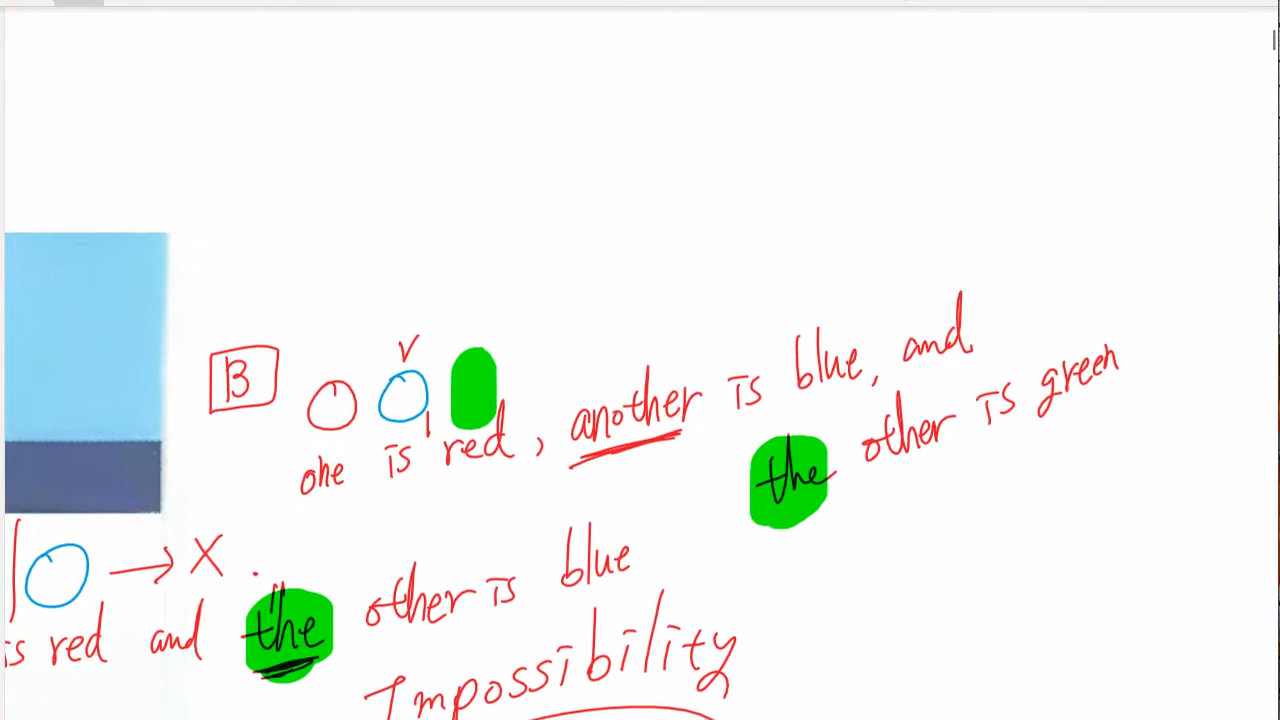 B
one is red, another is blue, and
the other is green
→ X.
is red and the other is blue
Impossibility